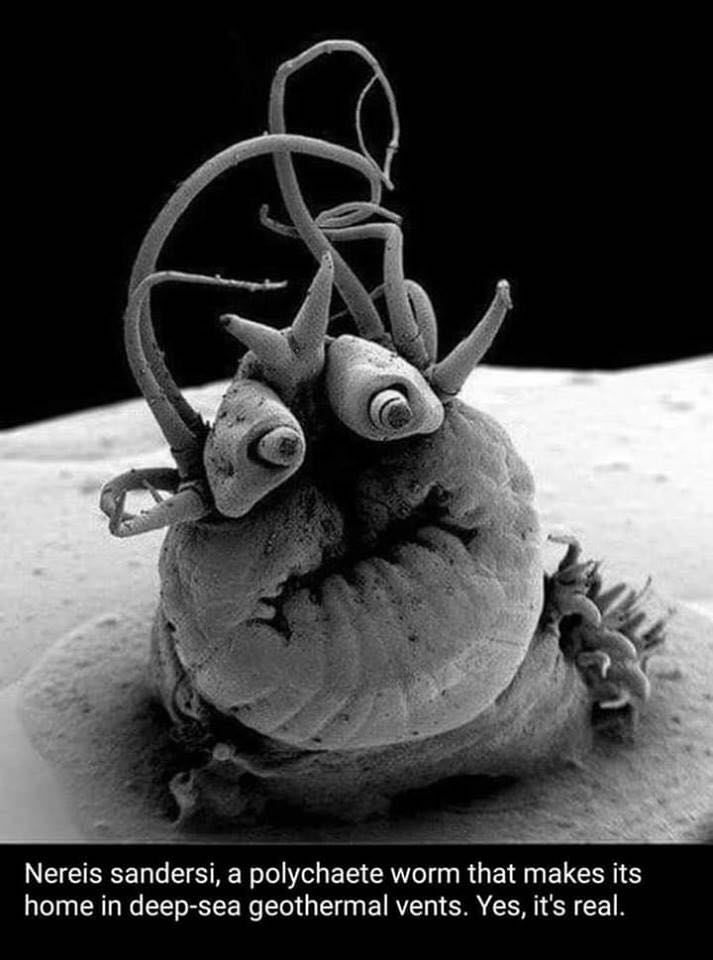 Nereis sandersi, a polychaete worm that makes its
home in deep-sea geothermal vents. Yes, it's real.